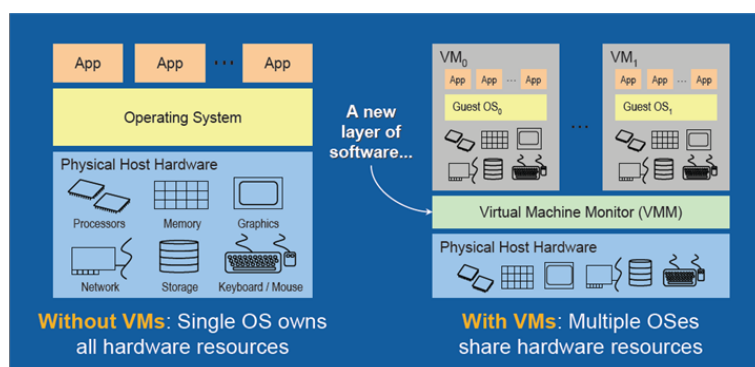 App App ... App
Operating System
Physical Host Hardware
Processors Memory Graphics
Network Storage Keyboard / Mouse
Without VMs: Single OS owns
all hardware resources
A new
layer of
software...
VM0
App App ... App
Guest OS0
...
VM1
App App ... App
Guest OS1
Virtual Machine Monitor (VMM)
Physical Host Hardware
With VMs: Multiple OSes
share hardware resources